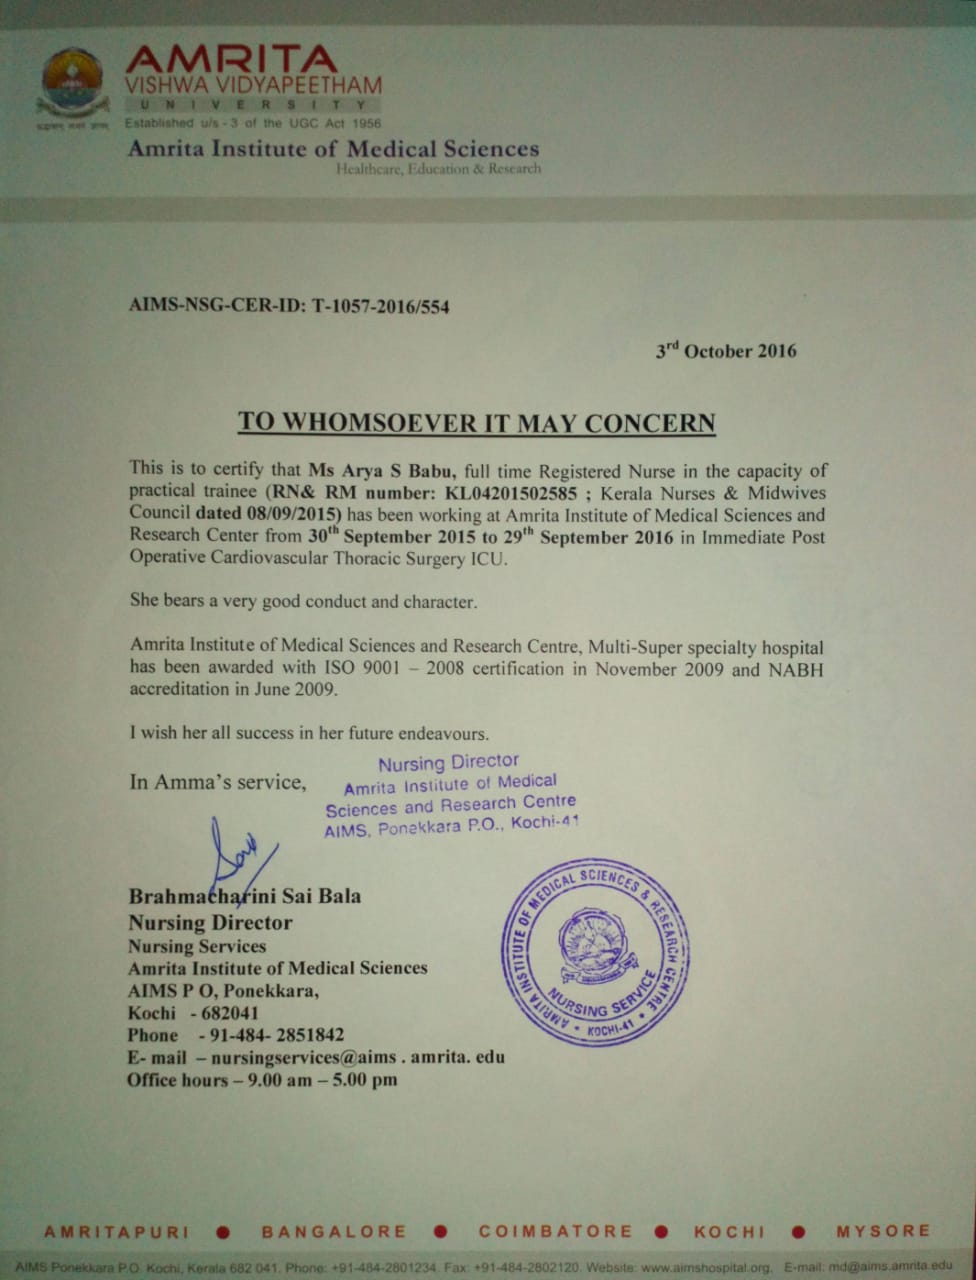 AMRITA
VISHWA VIDYAPEETHAM
UNIVERSITY
Established u/s - 3 of the UGC Act 1956
Amrita Institute of Medical Sciences
Healthcare, Education & Research
AIMS-NSG-CER-ID: T-1057-2016/554
3rd October 2016
TO WHOMSOEVER IT MAY CONCERN
This is to certify that Ms Arya S Babu, full time Registered Nurse in the capacity of
practical trainee (RN& RM number: KL04201502585 ; Kerala Nurses & Midwives
Council dated 08/09/2015) has been working at Amrita Institute of Medical Sciences and
Research Center from 30th September 2015 to 29th September 2016 in Immediate Post
Operative Cardiovascular Thoracic Surgery ICU.
She bears a very good conduct and character.
Amrita Institute of Medical Sciences and Research Centre, Multi-Super specialty hospital
has been awarded with ISO 9001 – 2008 certification in November 2009 and NABH
accreditation in June 2009.
I wish her all success in her future endeavours.
In Amma's service,
Nursing Director
Amrita Institute of Medical
Sciences and Research Centre
AIMS, Ponekkara P.O., Kochi-41
Brahmacharini Sai Bala
Nursing Director
Nursing Services
Amrita Institute of Medical Sciences
AIMS P O, Ponekkara,
Kochi - 682041
Phone - 91-484- 2851842
E- mail – nursingservices@aims . amrita. edu
Office hours – 9.00 am – 5.00 pm
AMRITA INSTITUTE OF MEDICAL SCIENCES & RESEARCH CENTRE
NURSING SERVICE
KOCHI-41
AMRITAPURI ● BANGALORE ● COIMBATORE ● KOCHI ● MYSORE
AIMS Ponekkara P.O. Kochi, Kerala 682 041. Phone: +91-484-2801234. Fax: +91-484-2802120. Website: www.aimshospital.org. E-mail: md@aims.amrita.edu